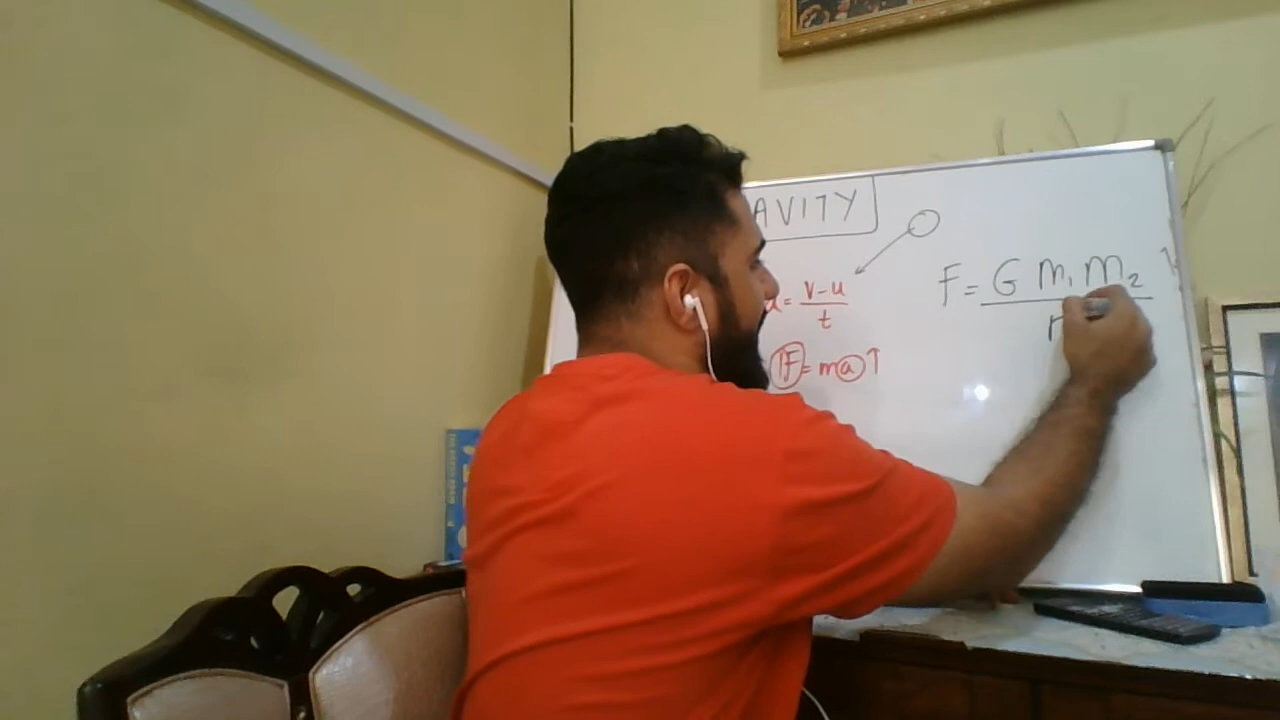 AVITY
a = v-u / t
↑F = ma ↑
F = G m₁ m₂ / r